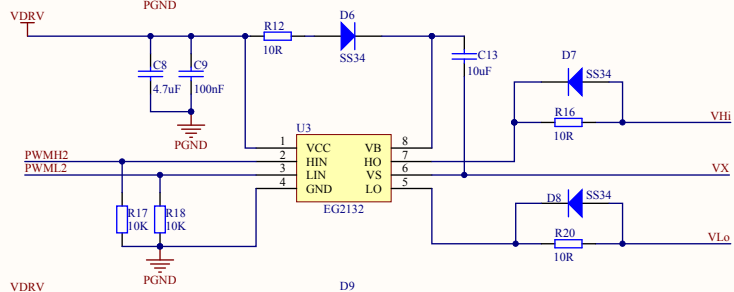 PGND
VDRV
R12
10R
D6
SS34
C8
4.7uF
C9
100nF
PGND
C13
10uF
D7
SS34
R16
10R
VHi
U3
1 VCC VB 8
2 HIN HO 7
3 LIN VS 6
4 GND LO 5
EG2132
PWMH2
PWML2
VX
R17
10K
R18
10K
PGND
D8
SS34
R20
10R
VLo
VDRV
D9